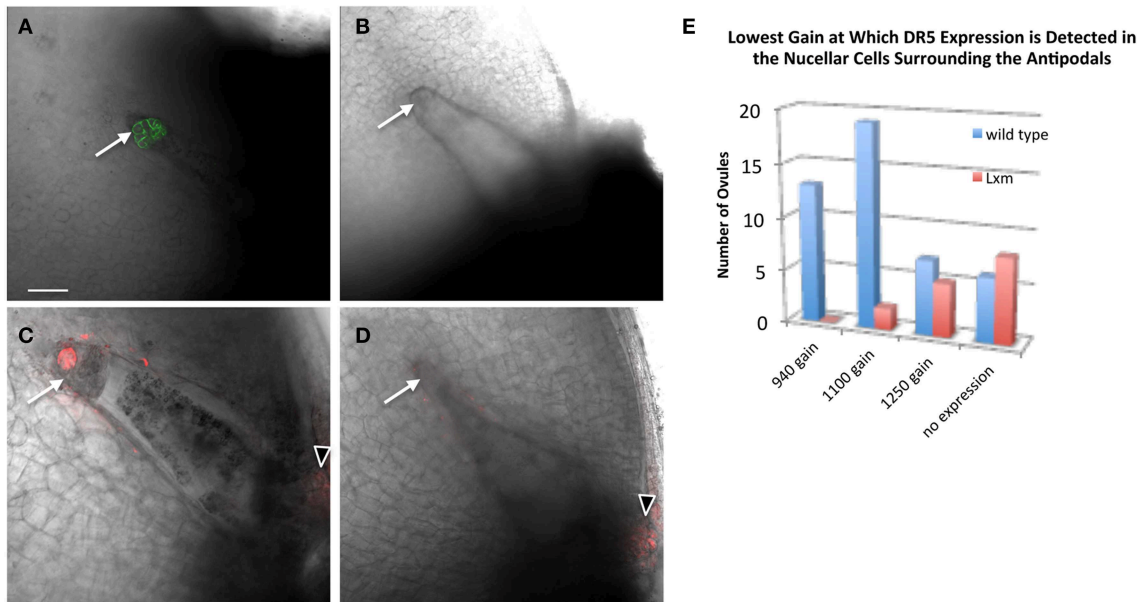 A
B
C
D
E
Lowest Gain at Which DR5 Expression is Detected in
the Nucellar Cells Surrounding the Antipodals
Number of Ovules
20
15
10
5
0
wild type
Lxm
940 gain
1100 gain
1250 gain
no expression